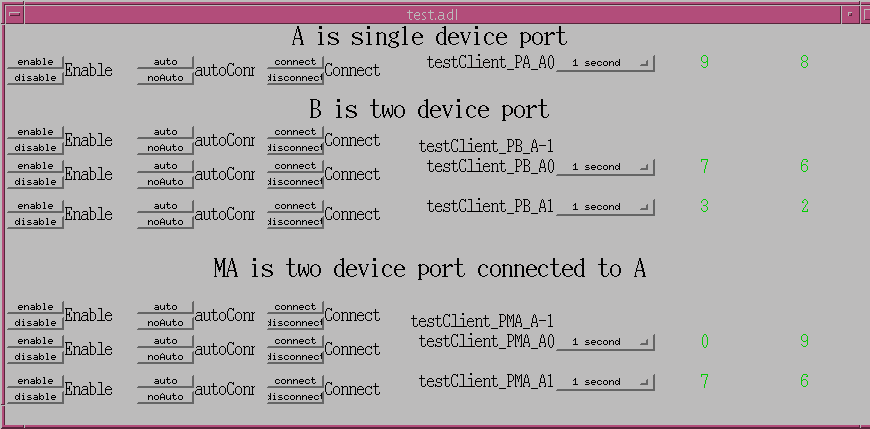 test.adl
A is single device port
enable auto connect testClient_PA_A0 1 second 9 8
disable Enable noAuto autoConn disconnect Connect
B is two device port
enable auto connect
disable Enable noAuto autoConn disconnect Connect testClient_PB_A-1
enable auto connect testClient_PB_A0 1 second 7 6
disable Enable noAuto autoConn disconnect Connect
enable auto connect testClient_PB_A1 1 second 3 2
disable Enable noAuto autoConn disconnect Connect
MA is two device port connected to A
enable auto connect
disable Enable noAuto autoConn disconnect Connect testClient_PMA_A-1
enable auto connect testClient_PMA_A0 1 second 0 9
disable Enable noAuto autoConn disconnect Connect
enable auto connect testClient_PMA_A1 1 second 7 6
disable Enable noAuto autoConn disconnect Connect